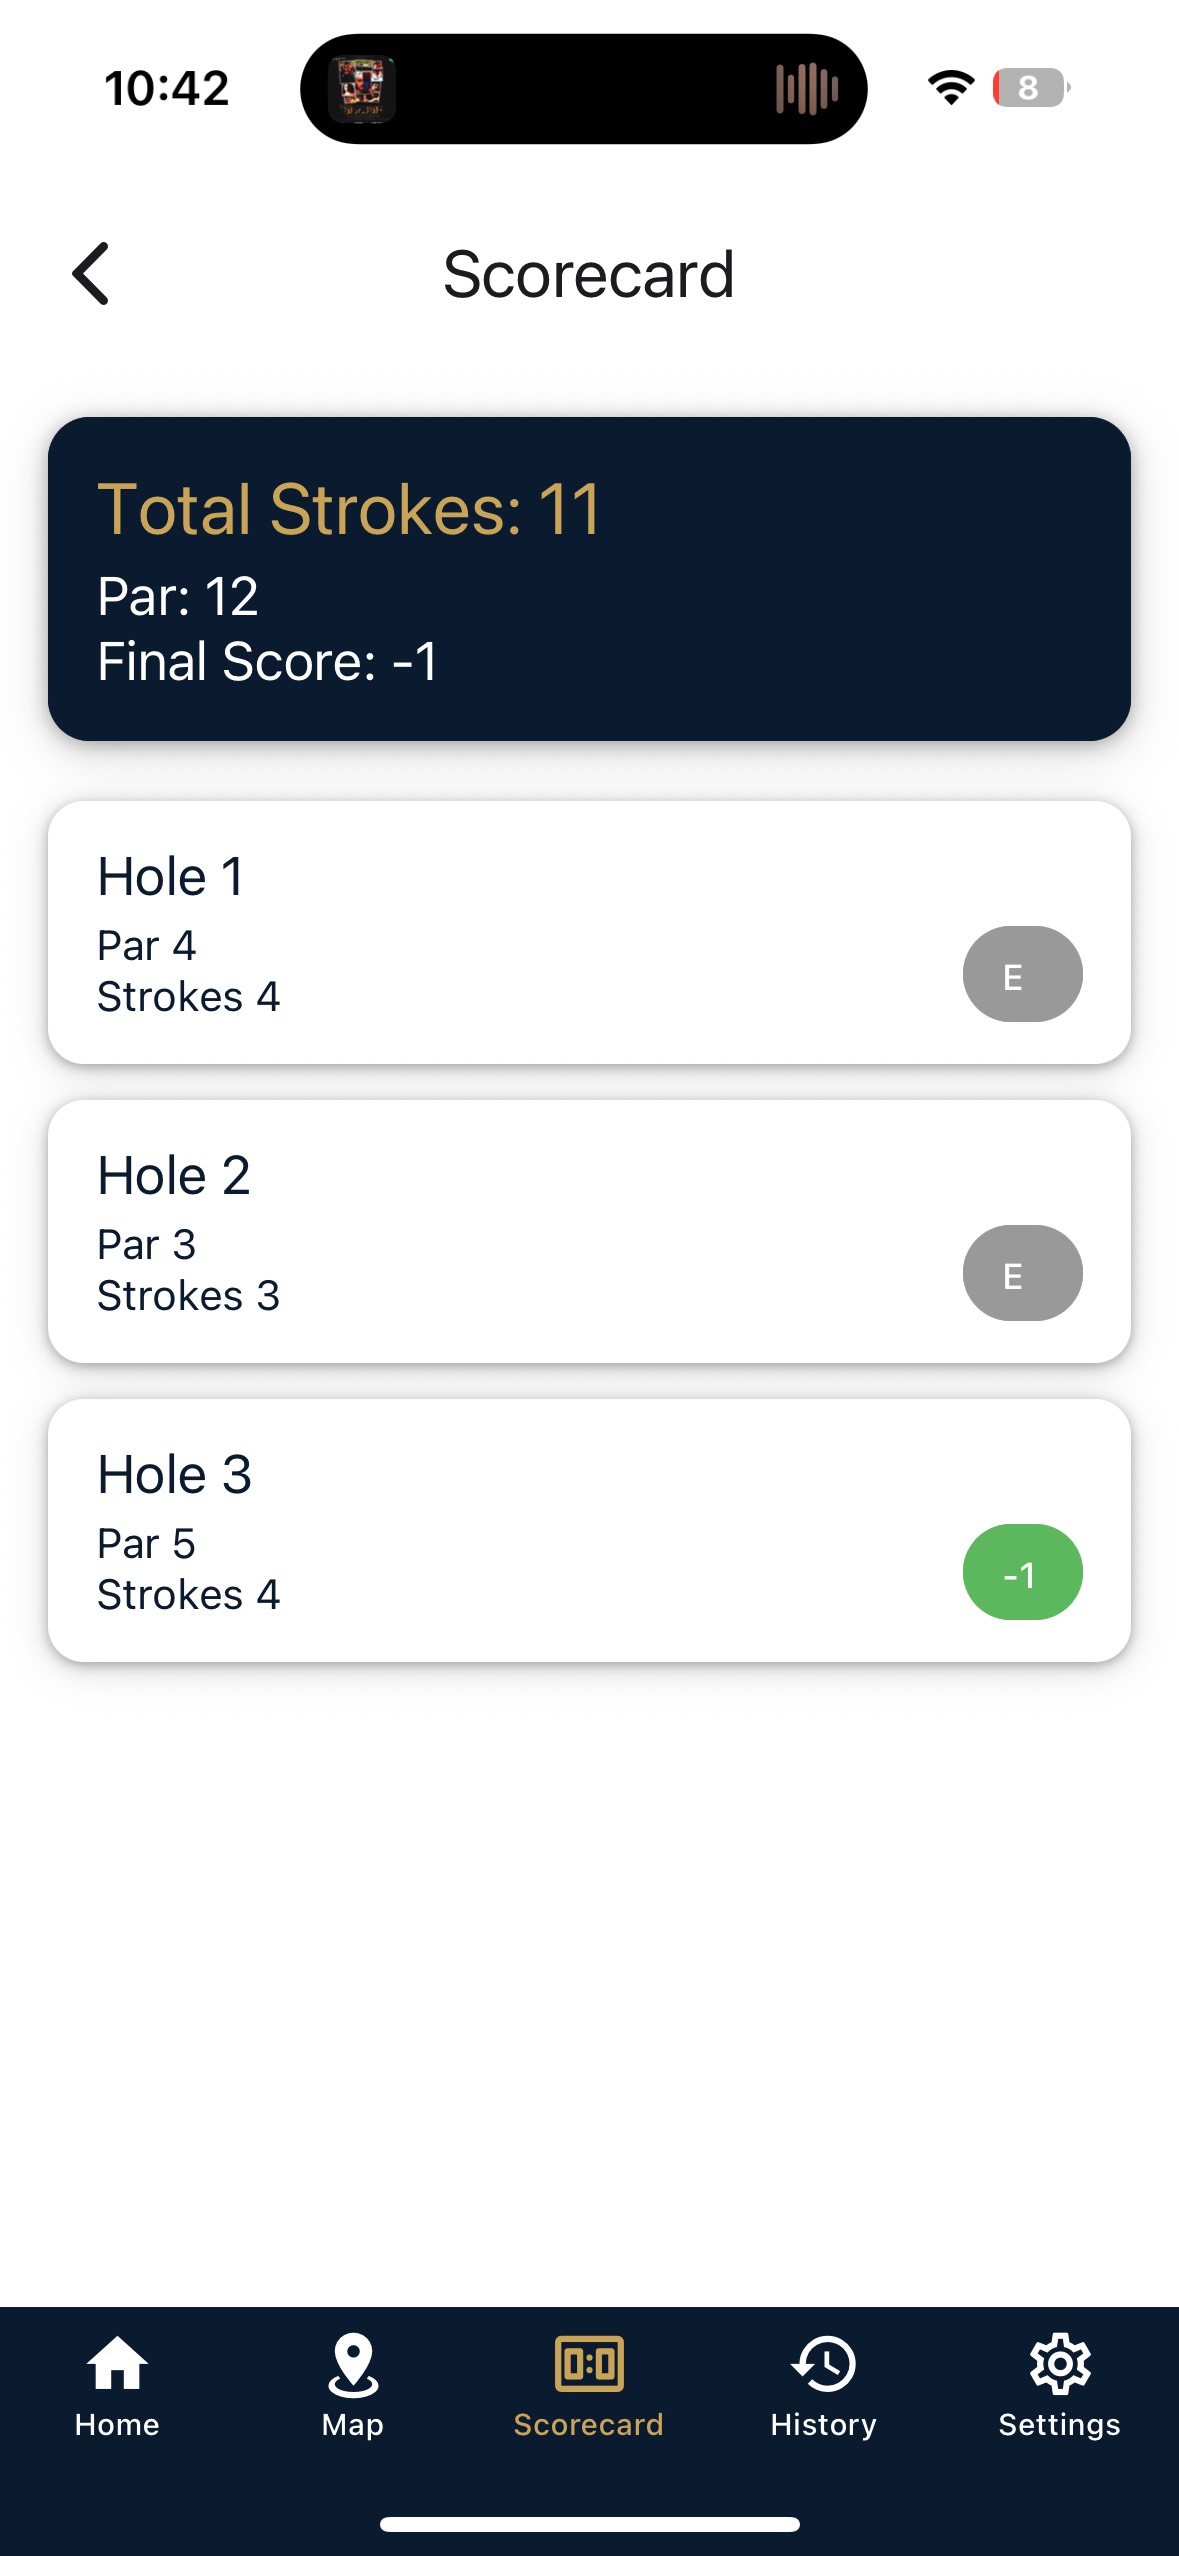 10:42
8
Scorecard
Total Strokes: 11
Par: 12
Final Score: -1
Hole 1
Par 4
Strokes 4
E
Hole 2
Par 3
Strokes 3
E
Hole 3
Par 5
Strokes 4
-1
Home
Map
Scorecard
History
Settings